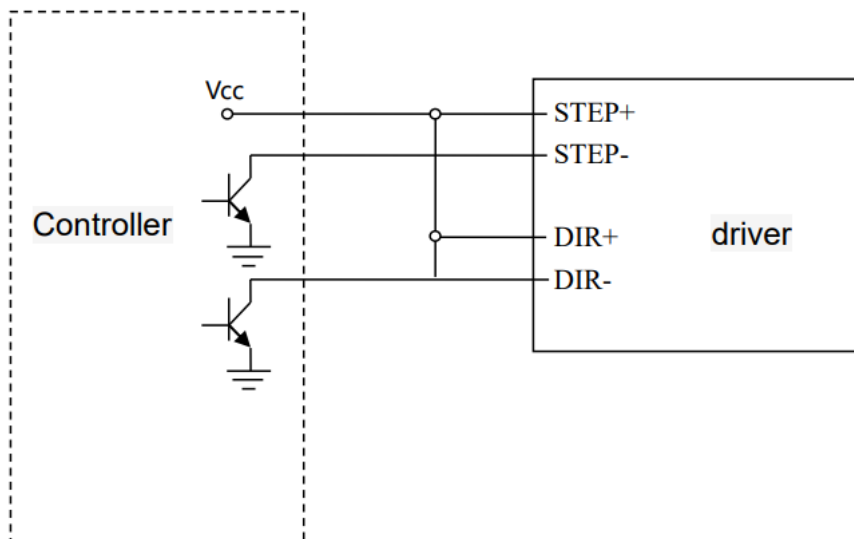 Vcc
STEP+
STEP-
Controller
DIR+
driver
DIR-